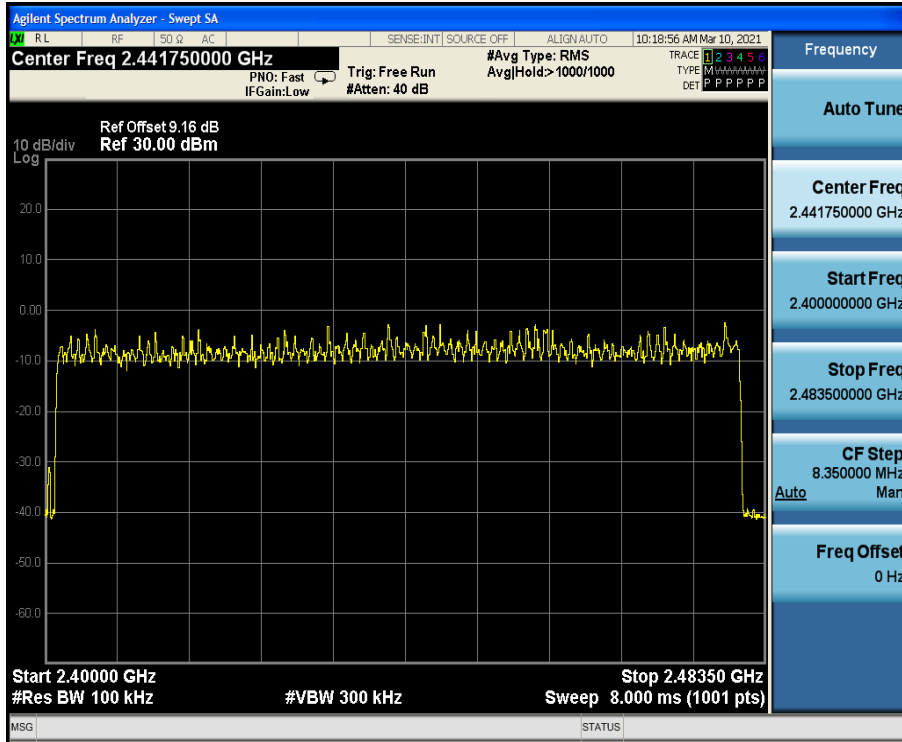 Agilent Spectrum Analyzer - Swept SA
LXI RL RF 50 Ω AC SENSE:INT SOURCE OFF ALIGN AUTO 10:18:56 AM Mar 10, 2021
Center Freq 2.441750000 GHz
PNO: Fast
IFGain:Low
Trig: Free Run
#Atten: 40 dB
#Avg Type: RMS
Avg|Hold:>1000/1000
TRACE 1 2 3 4 5 6
TYPE M
DET P P P P P P
Frequency
Auto Tune
Ref Offset 9.16 dB
10 dB/div Ref 30.00 dBm
Log
20.0
10.0
0.00
-10.0
-20.0
-30.0
-40.0
-50.0
-60.0
Center Freq
2.441750000 GHz
Start Freq
2.400000000 GHz
Stop Freq
2.483500000 GHz
CF Step
8.350000 MHz
Auto Man
Freq Offset
0 Hz
Start 2.40000 GHz Stop 2.48350 GHz
#Res BW 100 kHz #VBW 300 kHz Sweep 8.000 ms (1001 pts)
MSG STATUS